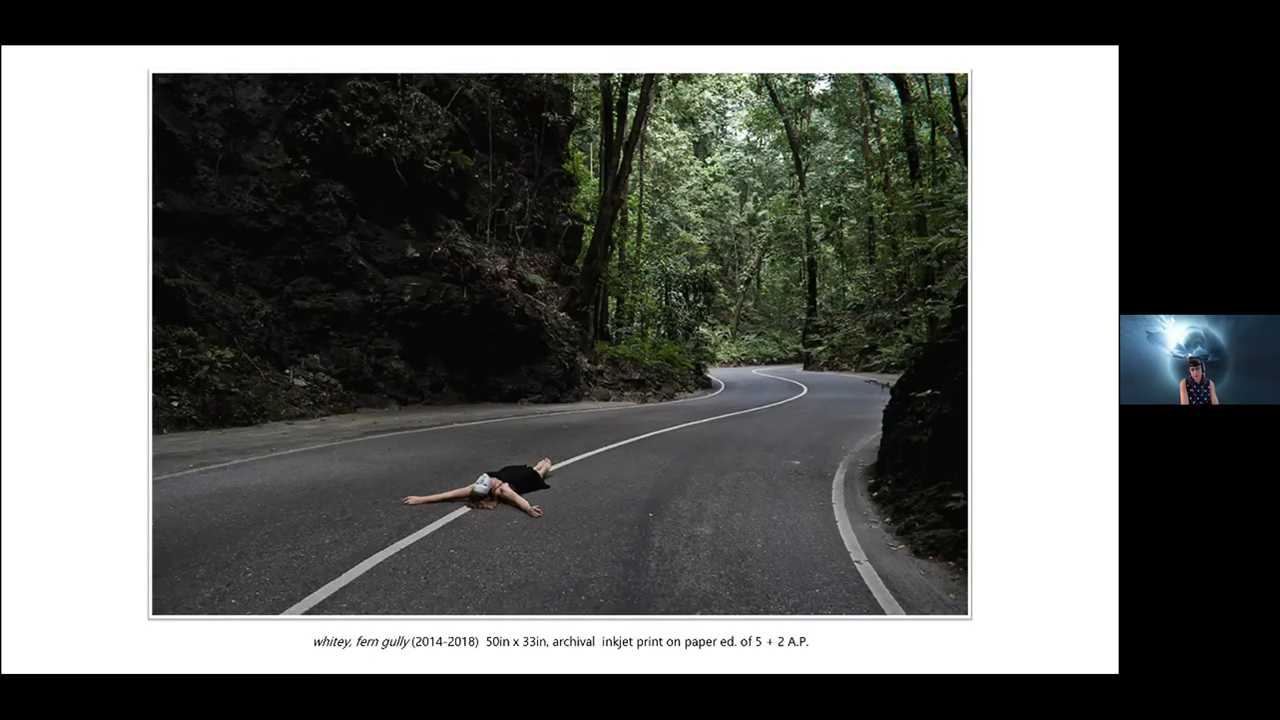 whitey, fern gully (2014-2018) 50in x 33in, archival inkjet print on paper ed. of 5 + 2 A.P.